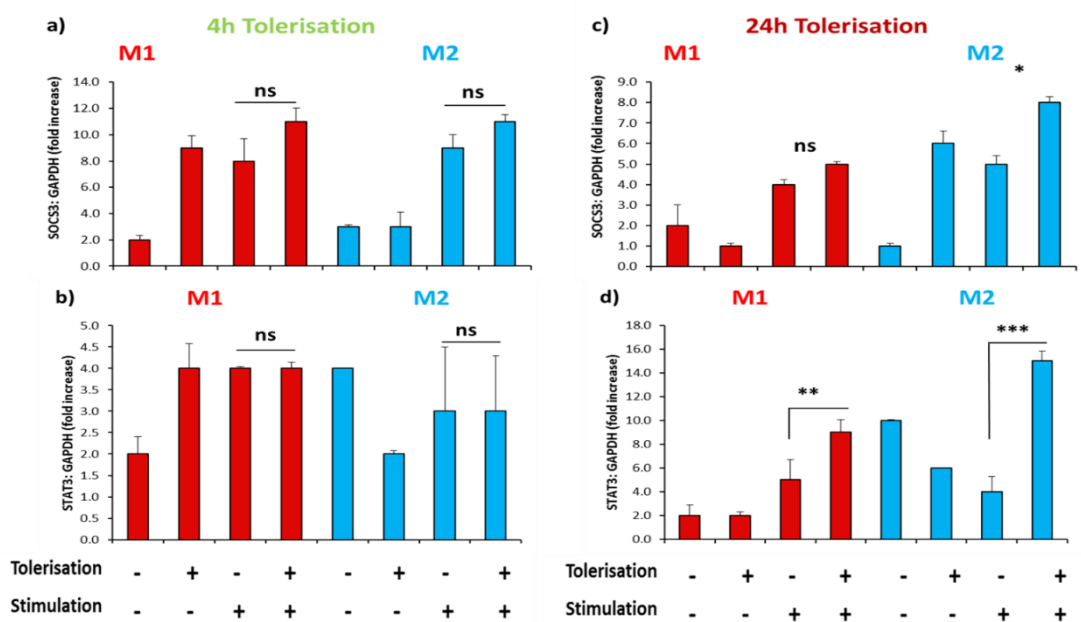 a) 4h Tolerisation
M1 M2
14.0
12.0
10.0
8.0
6.0
4.0
2.0
0.0
SOCS3: GAPDH (fold increase)
ns
ns
c) 24h Tolerisation
M1 M2
9.0
8.0
7.0
6.0
5.0
4.0
3.0
2.0
1.0
0.0
SOCS3: GAPDH (fold increase)
ns
*
b) M1 M2
5.0
4.5
4.0
3.5
3.0
2.5
2.0
1.5
1.0
0.5
0.0
STAT3: GAPDH (fold increase)
ns
ns
d) M1 M2
18.0
16.0
14.0
12.0
10.0
8.0
6.0
4.0
2.0
0.0
STAT3: GAPDH (fold increase)
**
***
Tolerisation - + - + - + - +
Stimulation - - + + - - + +
Tolerisation - + - + - + - +
Stimulation - - + + - - + +